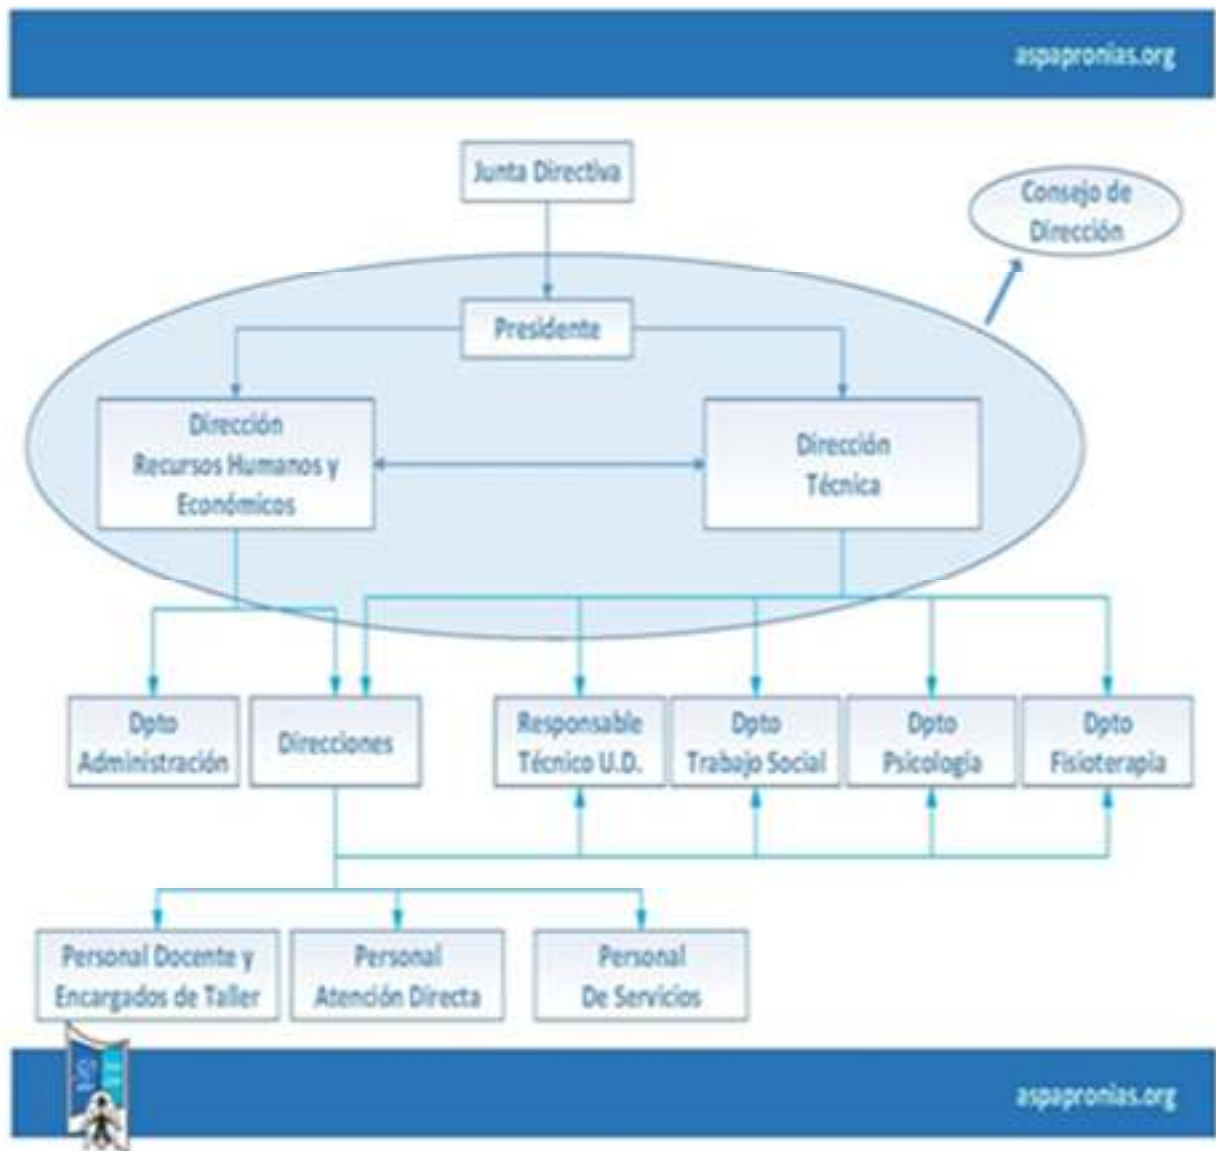 aspapronias.org
Junta Directiva
Consejo de
Dirección
Presidente
Dirección
Recursos Humanos y
Económicos
Dirección
Técnica
Dpto
Administración
Direcciones
Responsable
Técnico U.D.
Dpto
Trabajo Social
Dpto
Psicología
Dpto
Fisioterapia
Personal Docente y
Encargados de Taller
Personal
Atención Directa
Personal
De Servicios
aspapronias.org